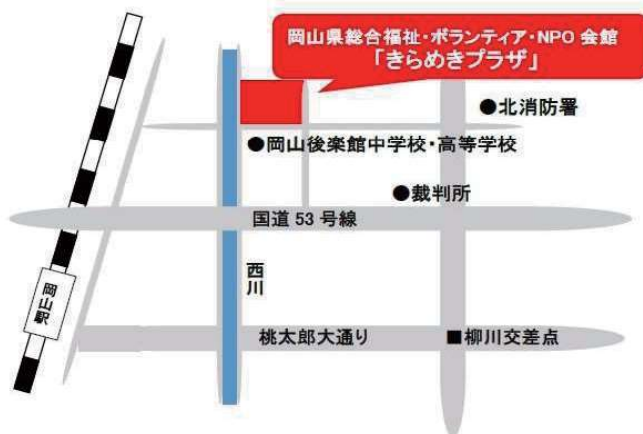 岡山県総合福祉・ボランティア・NPO 会館
「きらめきプラザ」
●北消防署
●岡山後楽館中学校・高等学校
●裁判所
国道 53 号線
西川
岡山駅
桃太郎大通り
■柳川交差点